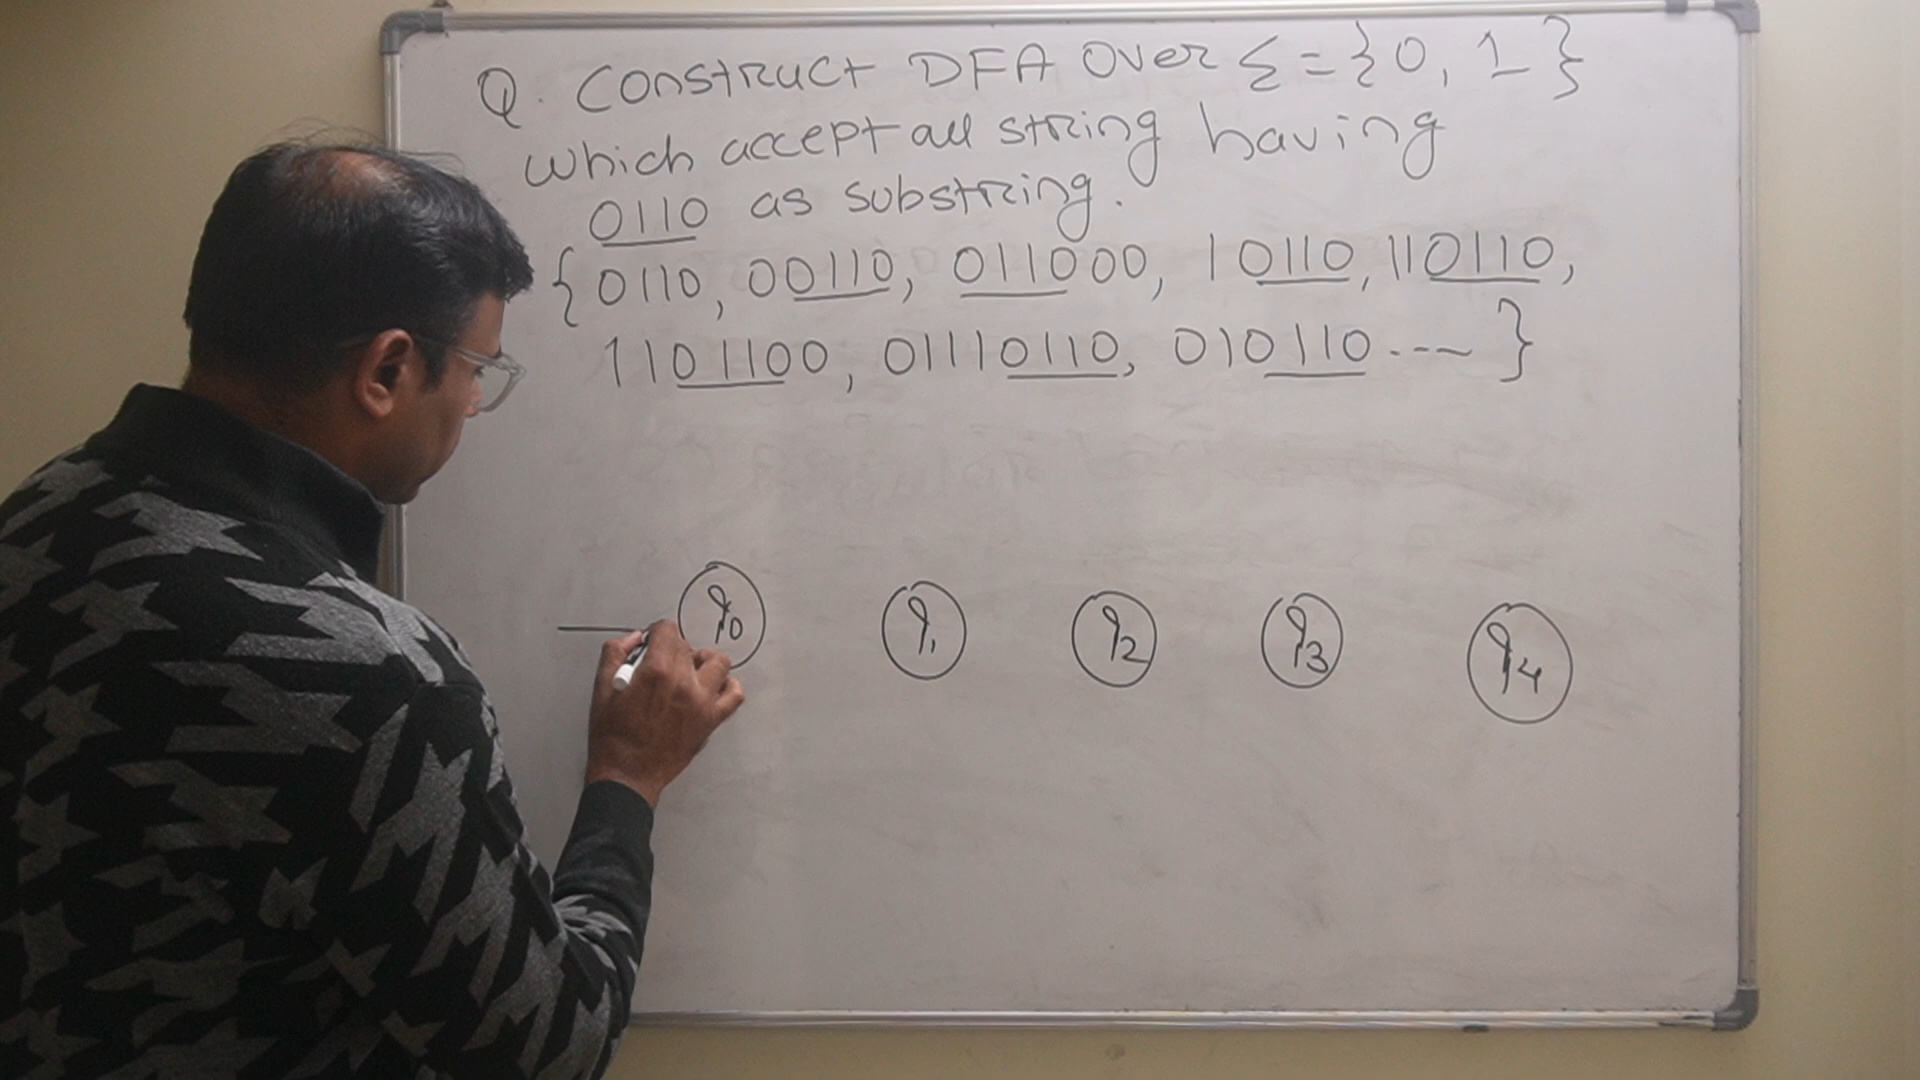 Q. Construct DFA over Σ = {0, 1}
which accept all string having
0110 as substring.
{0110, 00110, 011000, 10110, 110110,
1101100, 01110110, 010110 ---- }
q0 q1 q2 q3 q4